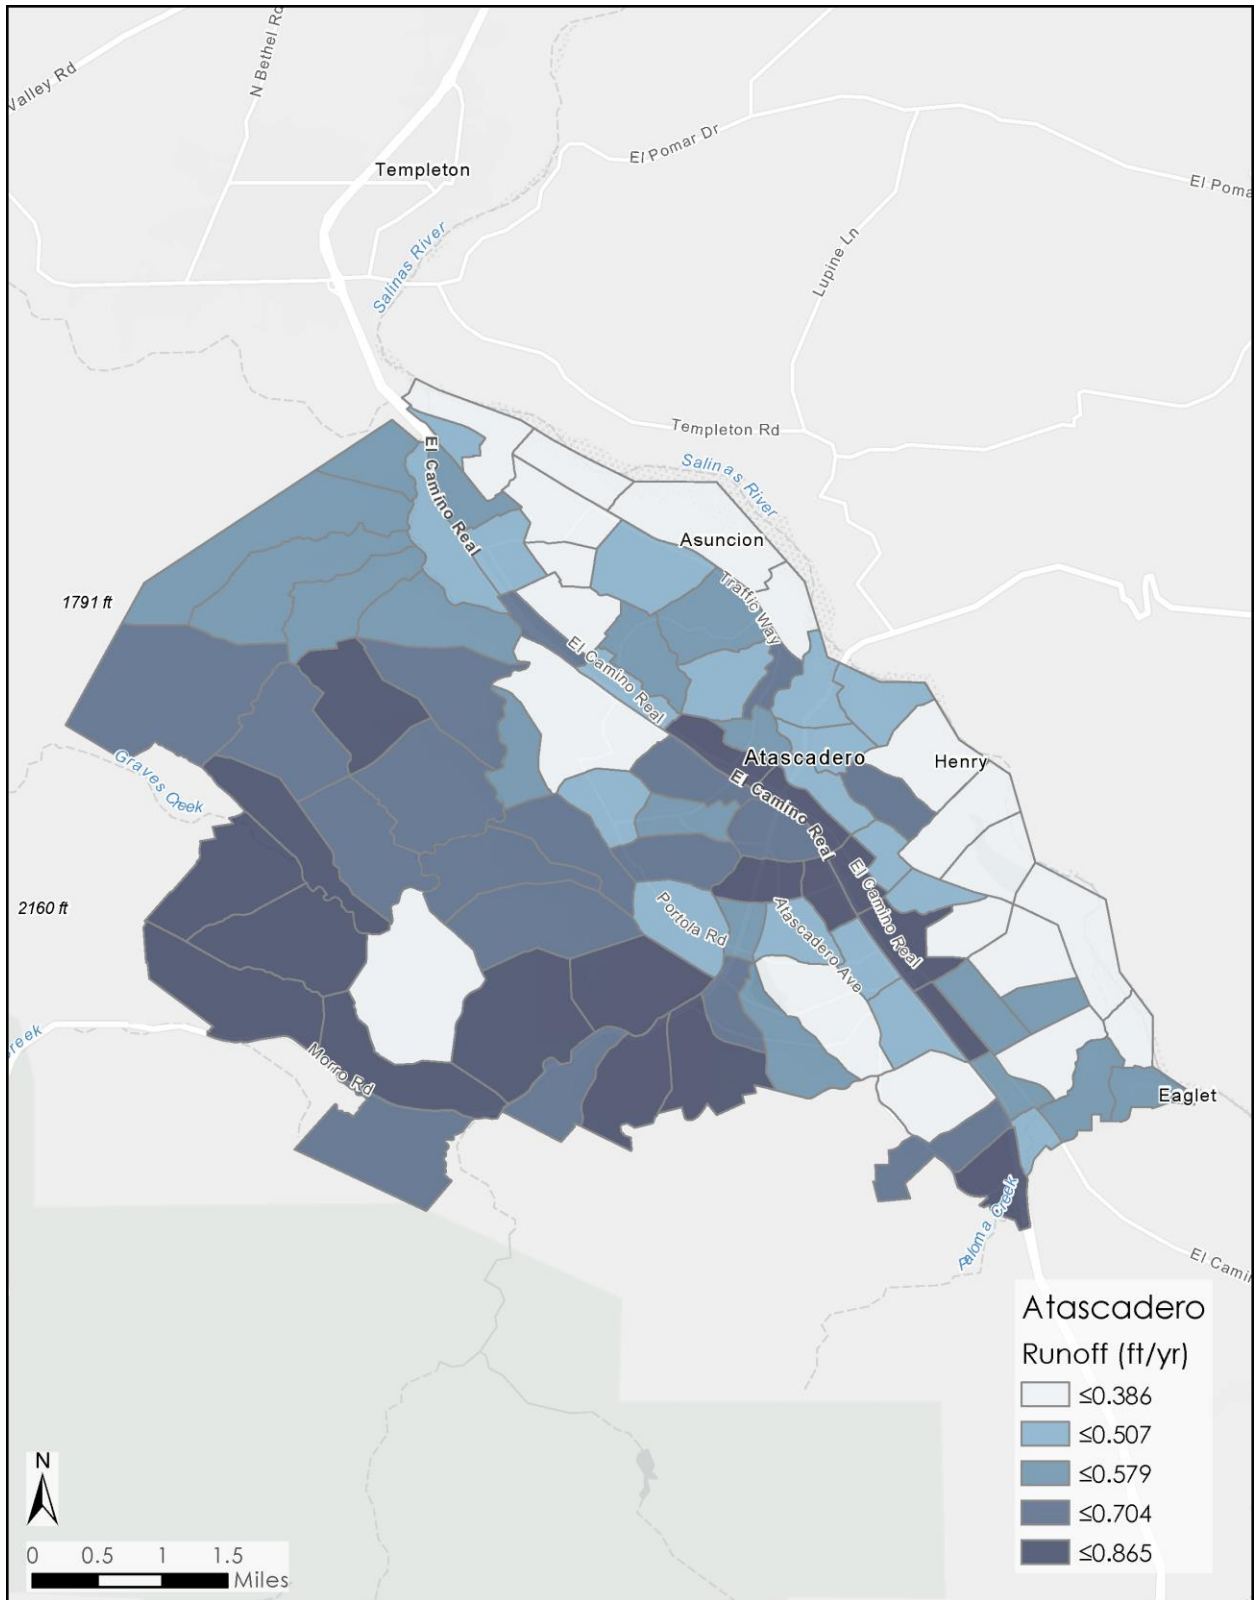 Valley Rd
N Bethel Rd
Templeton
El Pomar Dr
El Poma
Salinas River
Lupine Ln
Templeton Rd
Salinas River
El Camino Real
Asuncion
Traffic Way
1791 ft
El Camino Real
Graves Creek
Atascadero
Henry
El Camino Real
El Camino Real
2160 ft
Portola Rd
Atascadero Ave
reek
Morro Rd
Eaglet
Paloma Creek
El Cami
Atascadero
Runoff (ft/yr)
≤0.386
≤0.507
≤0.579
≤0.704
≤0.865
N
0 0.5 1 1.5
Miles